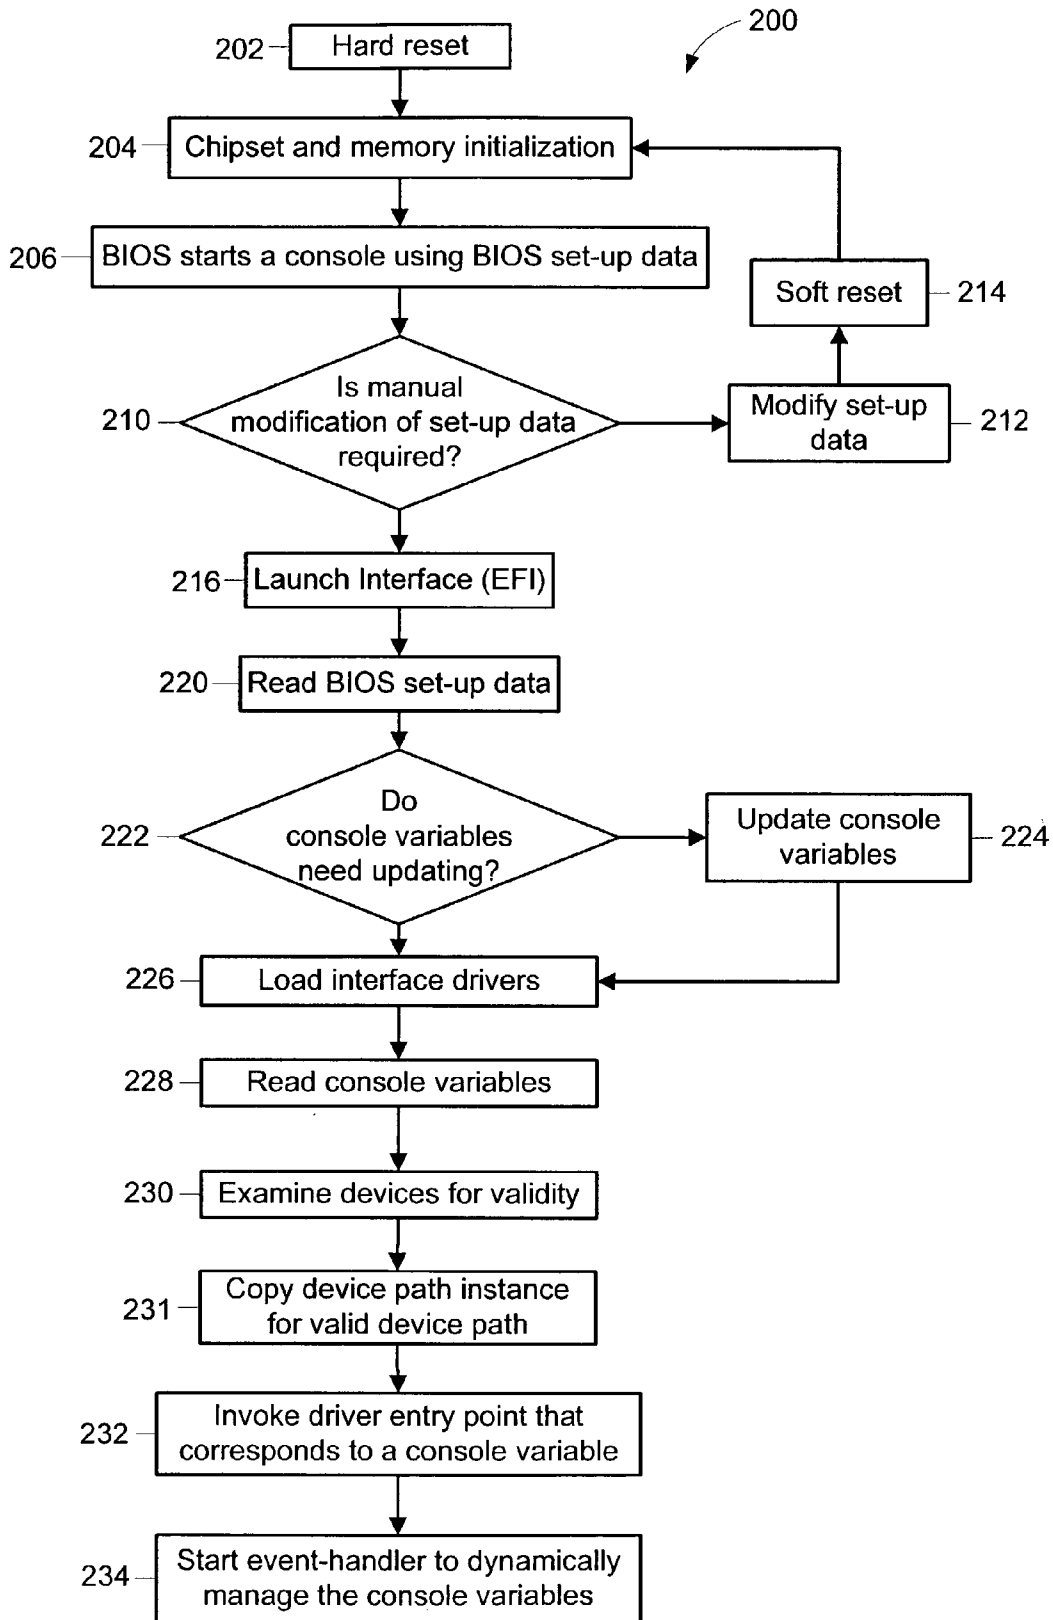 200
202
Hard reset
204
Chipset and memory initialization
206
BIOS starts a console using BIOS set-up data
Soft reset
214
210
Is manual
modification of set-up data
required?
Modify set-up
data
212
216
Launch Interface (EFI)
220
Read BIOS set-up data
222
Do
console variables
need updating?
Update console
variables
224
226
Load interface drivers
228
Read console variables
230
Examine devices for validity
231
Copy device path instance
for valid device path
232
Invoke driver entry point that
corresponds to a console variable
234
Start event-handler to dynamically
manage the console variables